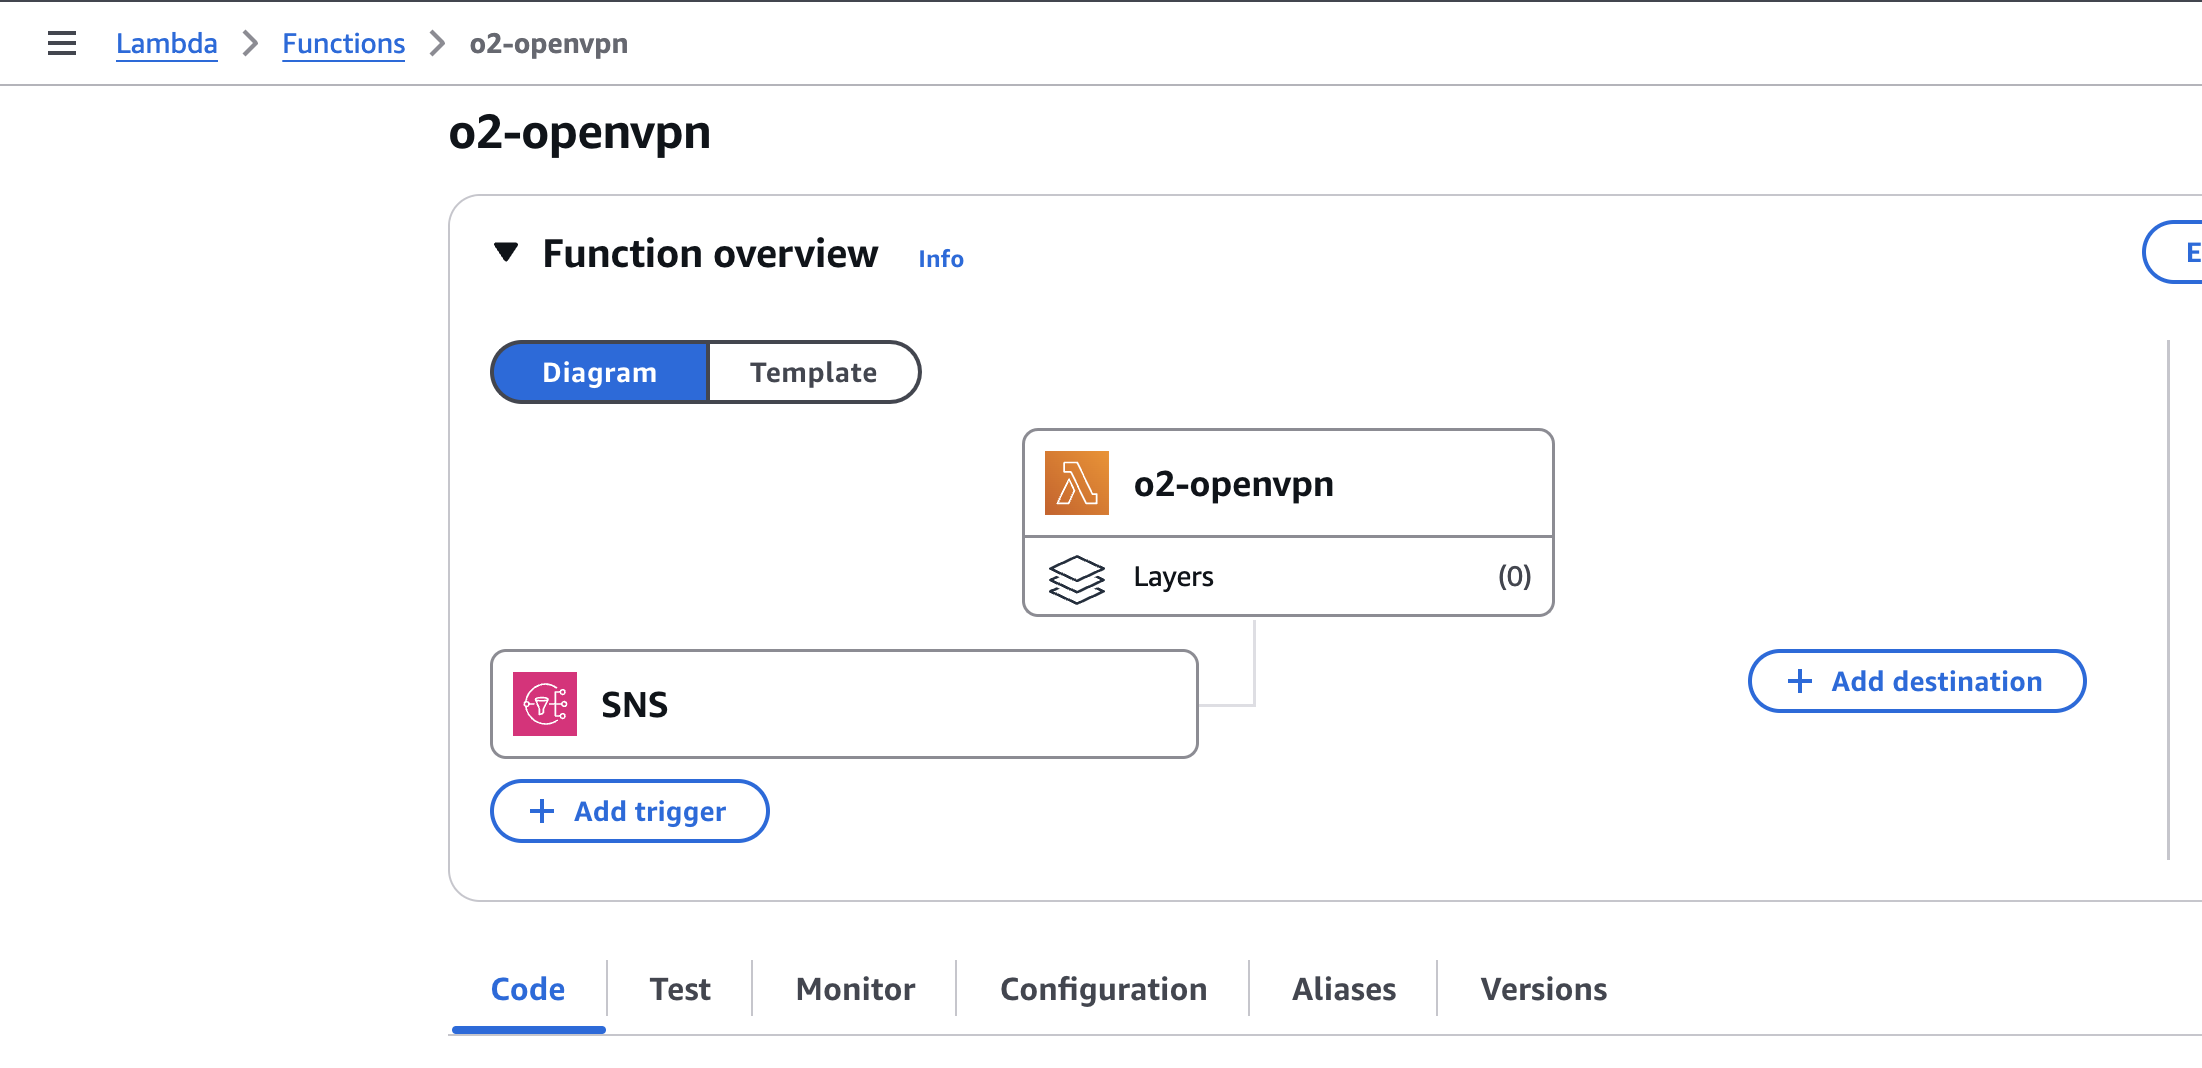 Lambda > Functions > o2-openvpn
o2-openvpn
Function overview Info
Diagram Template
o2-openvpn
Layers (0)
SNS
+ Add destination
+ Add trigger
Code Test Monitor Configuration Aliases Versions